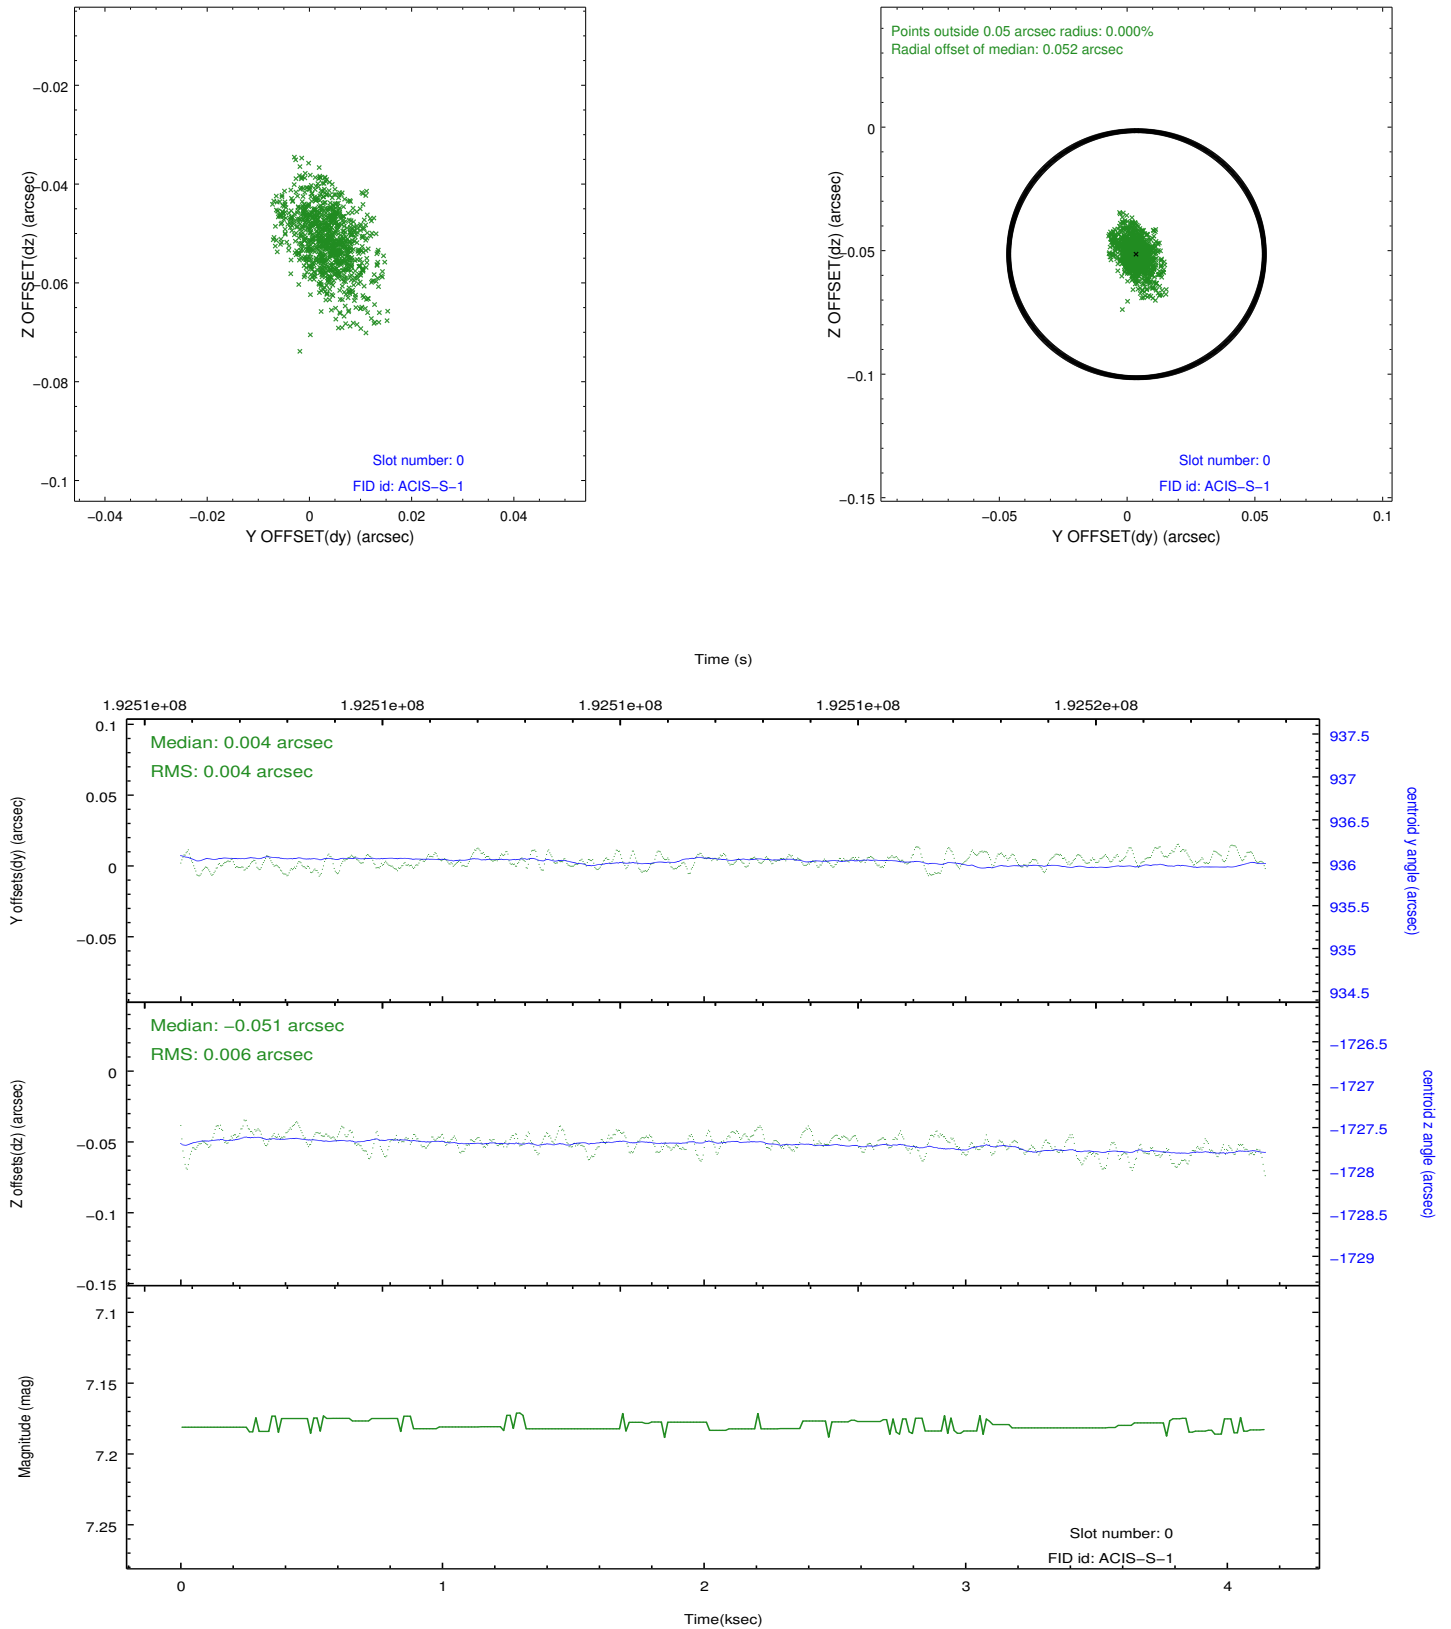 −0.02
−0.04
−0.06
−0.08
−0.1
Z OFFSET(dz) (arcsec)
Slot number: 0
FID id: ACIS−S−1
−0.04
−0.02
0
0.02
0.04
Y OFFSET(dy) (arcsec)
Points outside 0.05 arcsec radius: 0.000%
Radial offset of median: 0.052 arcsec
0
−0.05
−0.1
−0.15
Z OFFSET(dz) (arcsec)
Slot number: 0
FID id: ACIS−S−1
−0.05
0
0.05
0.1
Y OFFSET(dy) (arcsec)
Time (s)
1.9251e+08
1.9251e+08
1.9251e+08
1.9251e+08
1.9252e+08
Median: 0.004 arcsec
RMS: 0.004 arcsec
0.1
0.05
0
−0.05
Y offsets(dy) (arcsec)
937.5
937
936.5
936
935.5
935
934.5
centroid y angle (arcsec)
Median: −0.051 arcsec
RMS: 0.006 arcsec
0
−0.05
−0.1
−0.15
Z offsets(dz) (arcsec)
−1726.5
−1727
−1727.5
−1728
−1728.5
−1729
centroid z angle (arcsec)
7.1
7.15
7.2
7.25
Magnitude (mag)
Slot number: 0
FID id: ACIS−S−1
0
1
2
3
4
Time(ksec)